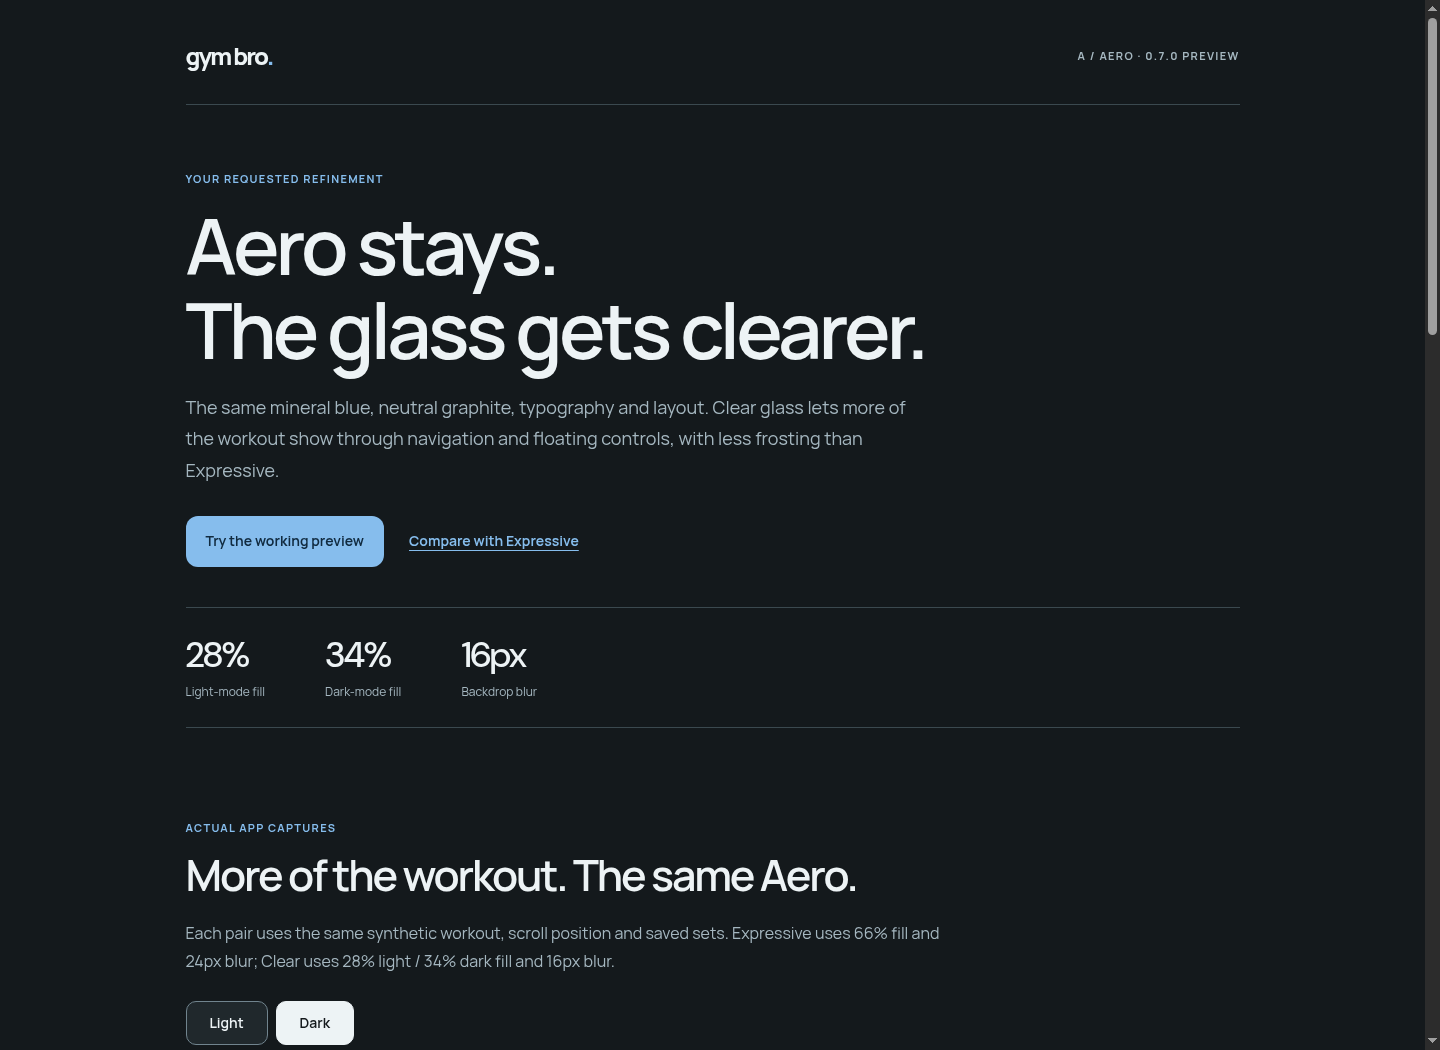 gym bro.
A / AERO · 0.7.0 PREVIEW
YOUR REQUESTED REFINEMENT
Aero stays.
The glass gets clearer.
The same mineral blue, neutral graphite, typography and layout. Clear glass lets more of
the workout show through navigation and floating controls, with less frosting than
Expressive.
Try the working preview
Compare with Expressive
28%
34%
16px
Light-mode fill
Dark-mode fill
Backdrop blur
ACTUAL APP CAPTURES
More of the workout. The same Aero.
Each pair uses the same synthetic workout, scroll position and saved sets. Expressive uses 66% fill and
24px blur; Clear uses 28% light / 34% dark fill and 16px blur.
Light
Dark